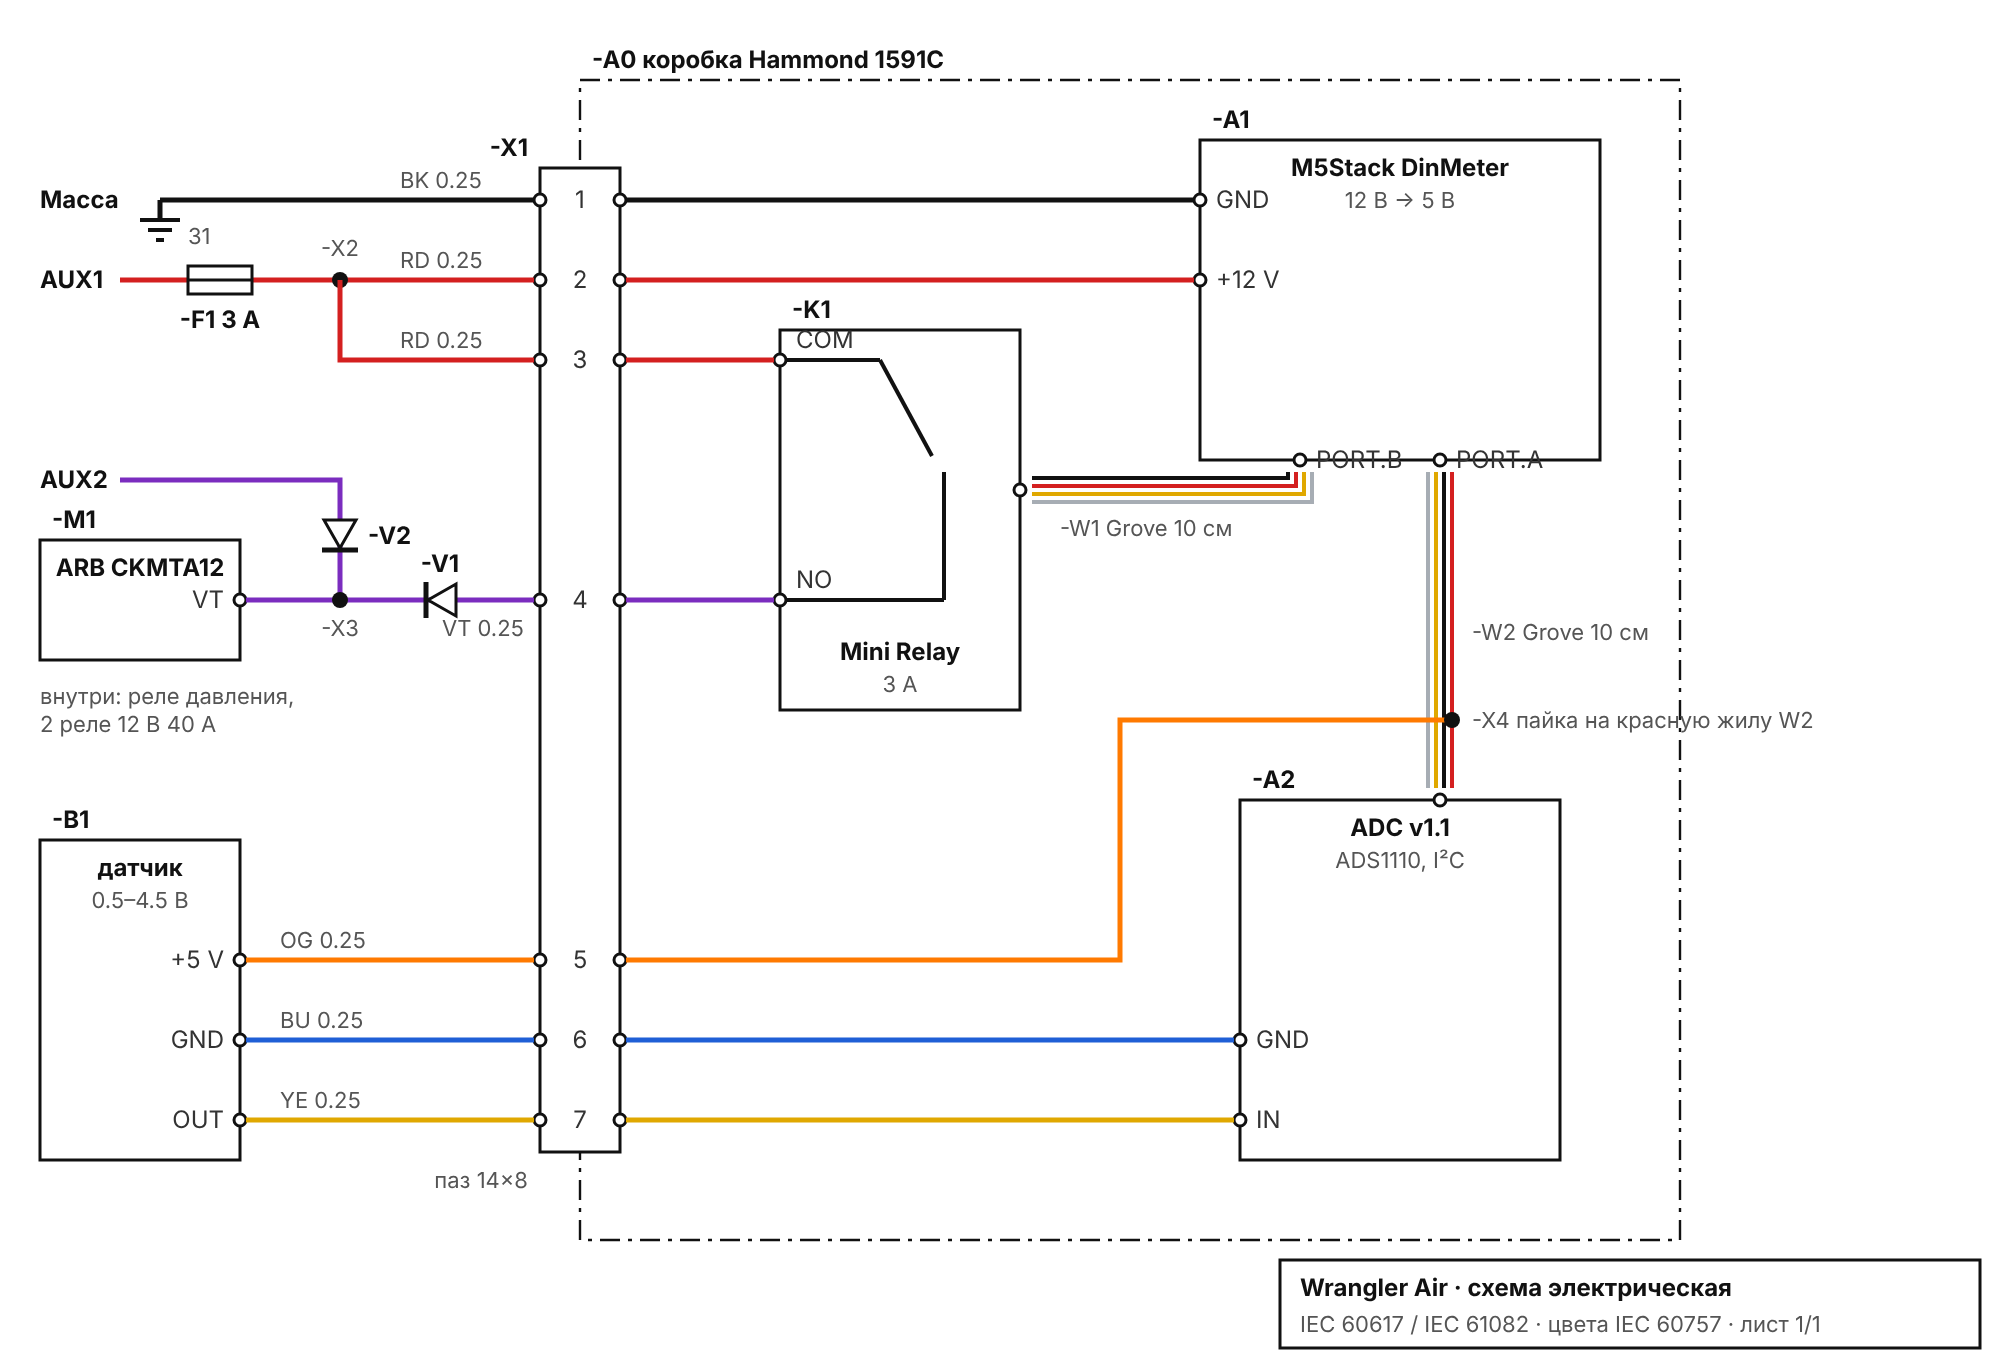 -A0 коробка Hammond 1591C
-A1
-X1
M5Stack DinMeter
12 В → 5 В
Масса
BK 0.25
1
GND
31
-X2
AUX1
RD 0.25
2
+12 V
-F1 3 A
-K1
RD 0.25
3
COM
AUX2
PORT.B
PORT.A
-M1
-V2
-W1 Grove 10 см
ARB CKMTA12
-V1
VT
4
NO
-X3
VT 0.25
-W2 Grove 10 см
Mini Relay
3 A
внутри: реле давления,
2 реле 12 В 40 А
-X4 пайка на красную жилу W2
-A2
-B1
ADC v1.1
ADS1110, I²C
датчик
0.5–4.5 В
+5 V
OG 0.25
5
GND
BU 0.25
6
GND
OUT
YE 0.25
7
IN
паз 14×8
Wrangler Air · схема электрическая
IEC 60617 / IEC 61082 · цвета IEC 60757 · лист 1/1